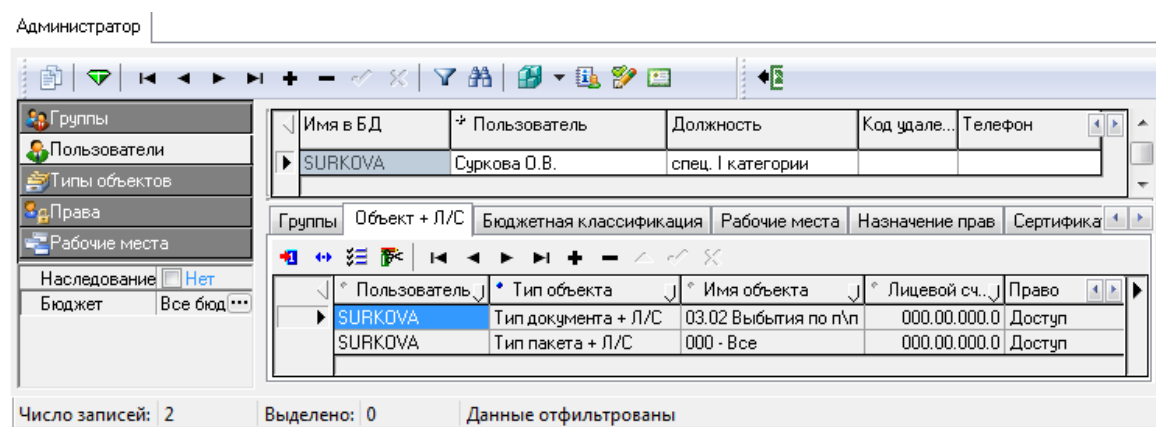 Администратор
Группы
Пользователи
Типы объектов
Права
Рабочие места
Наследование Нет
Бюджет Все бюд
Имя в БД Пользователь Должность Код удале... Телефон
SURKOVA Суркова О.В. спец. I категории
Группы Объект + Л/С Бюджетная классификация Рабочие места Назначение прав Сертифика
Пользователь Тип объекта Имя объекта Лицевой сч... Право
SURKOVA Тип документа + Л/С 03.02 Выбытия по п\п 000.00.000.0 Доступ
SURKOVA Тип пакета + Л/С 000 - Все 000.00.000.0 Доступ
Число записей: 2 Выделено: 0 Данные отфильтрованы